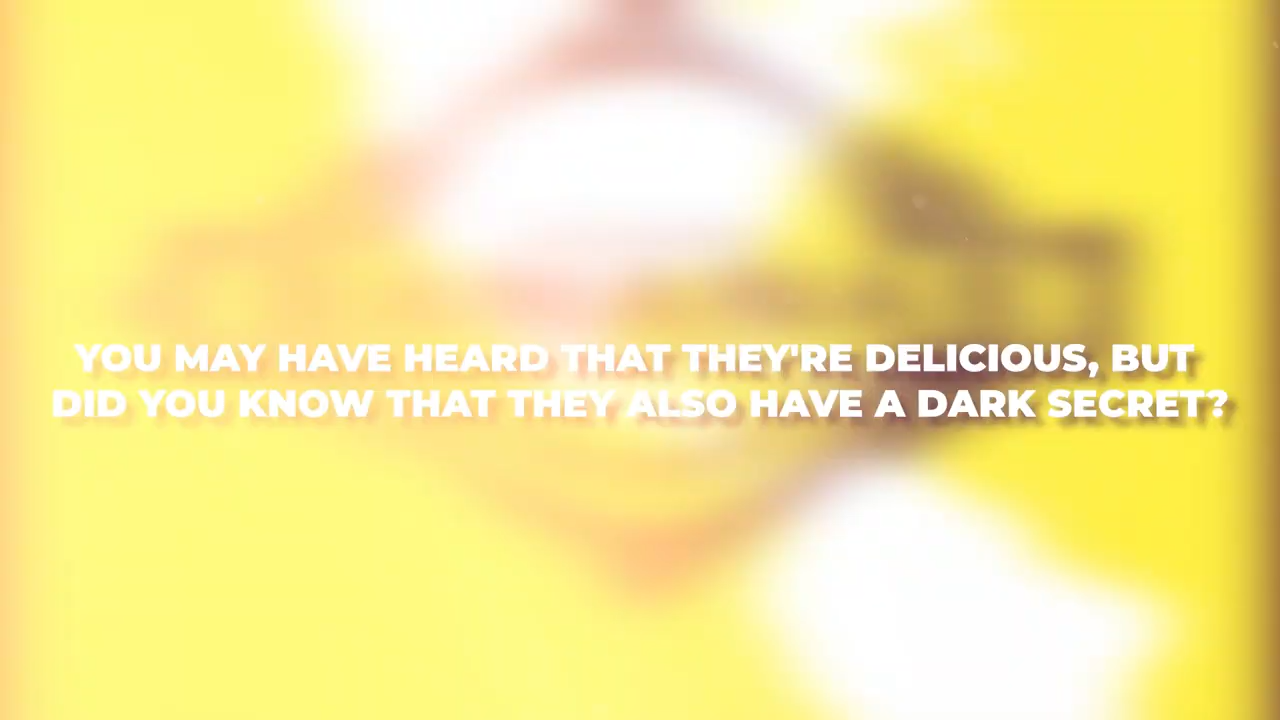 YOU MAY HAVE HEARD THAT THEY'RE DELICIOUS, BUT
DID YOU KNOW THAT THEY ALSO HAVE A DARK SECRET?